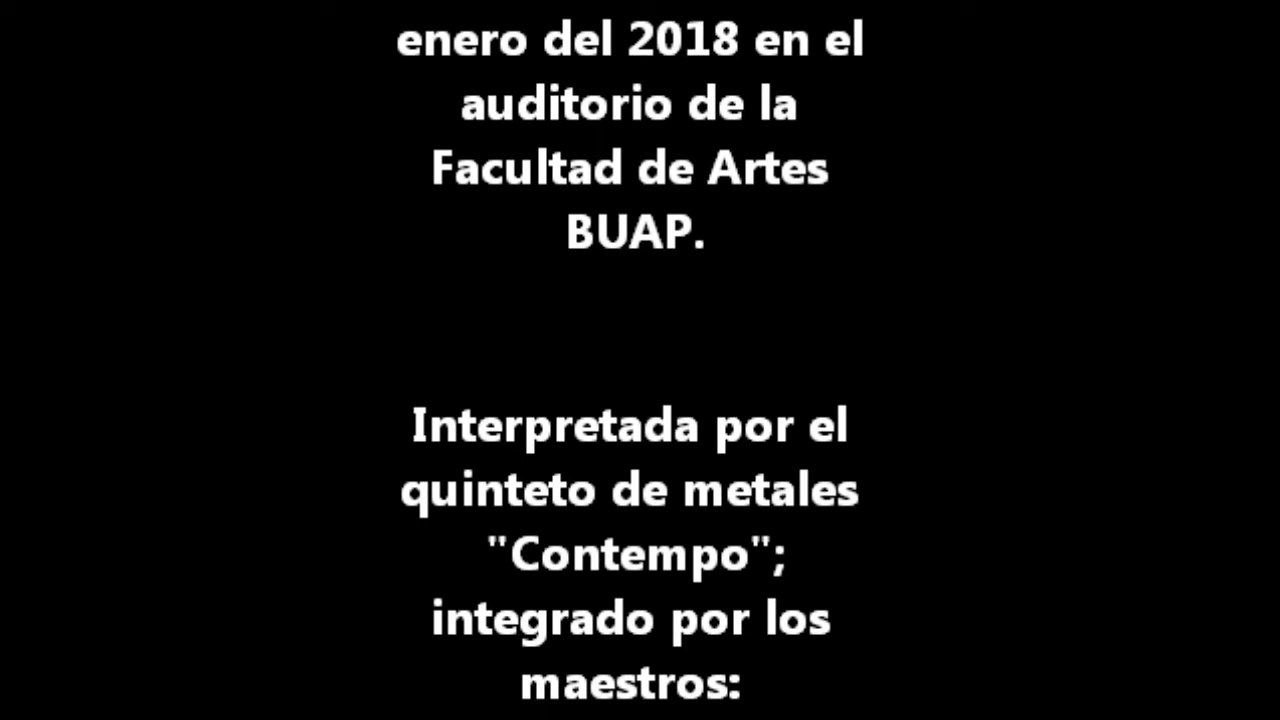 enero del 2018 en el
auditorio de la
Facultad de Artes
BUAP.
Interpretada por el
quinteto de metales
"Contempo";
integrado por los
maestros: